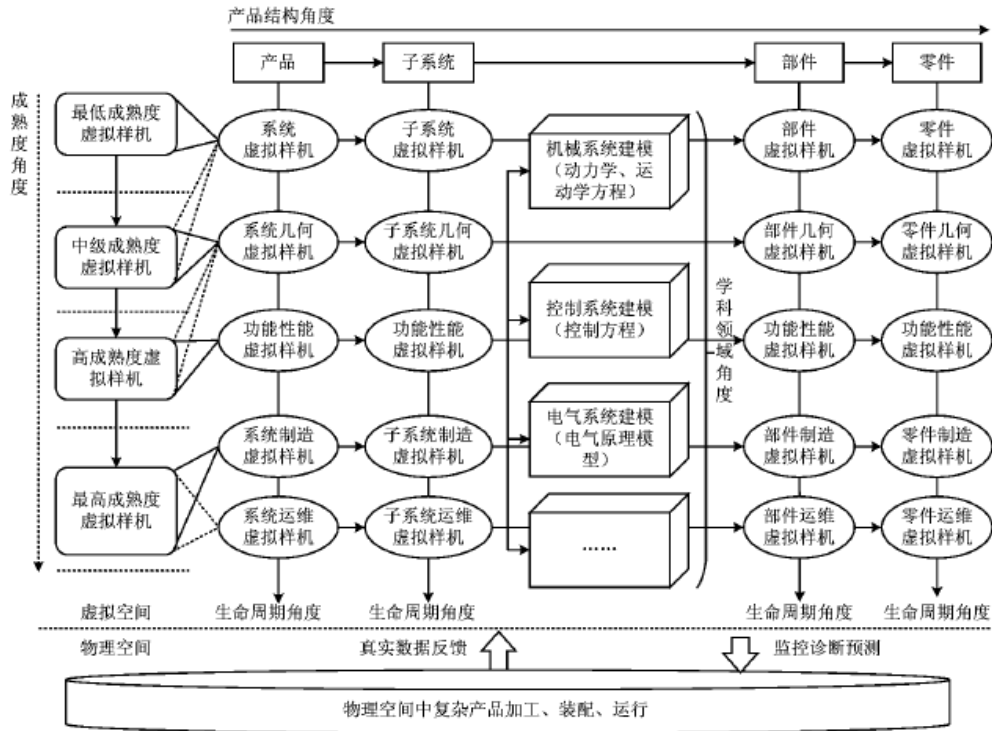 产品结构角度
产品
子系统
部件
零件
成熟度角度
最低成熟度
虚拟样机
系统
虚拟样机
子系统
虚拟样机
机械系统建模
（动力学、运
动学方程）
部件
虚拟样机
零件
虚拟样机
中级成熟度
虚拟样机
系统几何
虚拟样机
子系统几何
虚拟样机
部件几何
虚拟样机
零件几何
虚拟样机
学科领域角度
高成熟度虚
拟样机
功能性能
虚拟样机
功能性能
虚拟样机
控制系统建模
（控制方程）
功能性能
虚拟样机
功能性能
虚拟样机
最高成熟度
虚拟样机
系统制造
虚拟样机
子系统制造
虚拟样机
电气系统建模
（电气原理模
型）
部件制造
虚拟样机
零件制造
虚拟样机
系统运维
虚拟样机
子系统运维
虚拟样机
……
部件运维
虚拟样机
零件运维
虚拟样机
虚拟空间
生命周期角度
生命周期角度
生命周期角度
生命周期角度
物理空间
真实数据反馈
监控诊断预测
物理空间中复杂产品加工、装配、运行